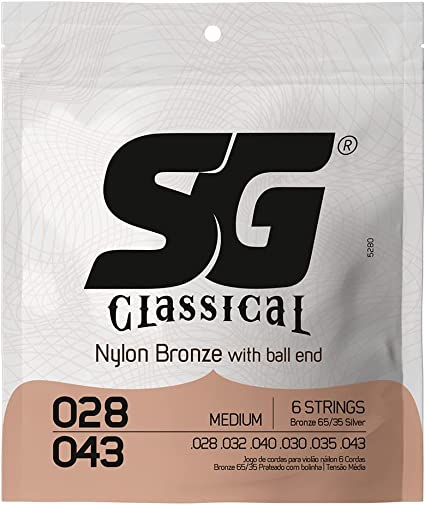 SG®
5280
Classical
Nylon Bronze with ball end
028
043
MEDIUM
6 STRINGS
Bronze 65/35 Silver
.028 .032 .040 .030 .035 .043
Jogo de cordas para violão náilon 6 Cordas
Bronze 65/35 Prateado com bolinha | Tensão Média